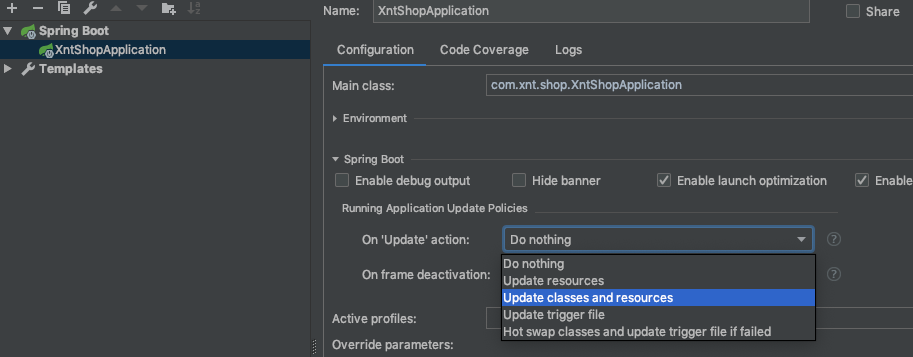 Name: XntShopApplication Share
Spring Boot
XntShopApplication
Templates
Configuration Code Coverage Logs
Main class: com.xnt.shop.XntShopApplication
Environment
Spring Boot
Enable debug output Hide banner Enable launch optimization Enable
Running Application Update Policies
On 'Update' action: Do nothing ?
Do nothing
Update resources
On frame deactivation: ?
Update classes and resources
Update trigger file
Active profiles:
Hot swap classes and update trigger file if failed
Override parameters: